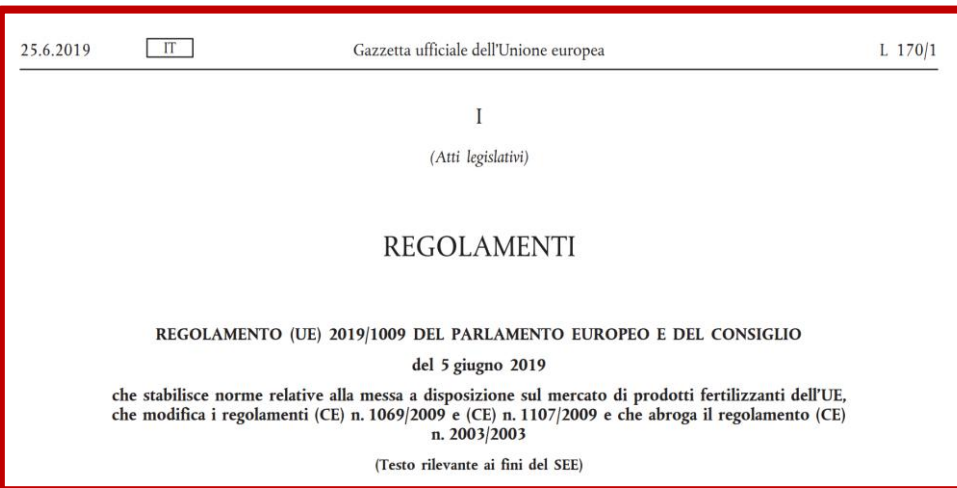 25.6.2019 IT Gazzetta ufficiale dell'Unione europea L 170/1
I
(Atti legislativi)
REGOLAMENTI
REGOLAMENTO (UE) 2019/1009 DEL PARLAMENTO EUROPEO E DEL CONSIGLIO
del 5 giugno 2019
che stabilisce norme relative alla messa a disposizione sul mercato di prodotti fertilizzanti dell'UE,
che modifica i regolamenti (CE) n. 1069/2009 e (CE) n. 1107/2009 e che abroga il regolamento (CE)
n. 2003/2003
(Testo rilevante ai fini del SEE)